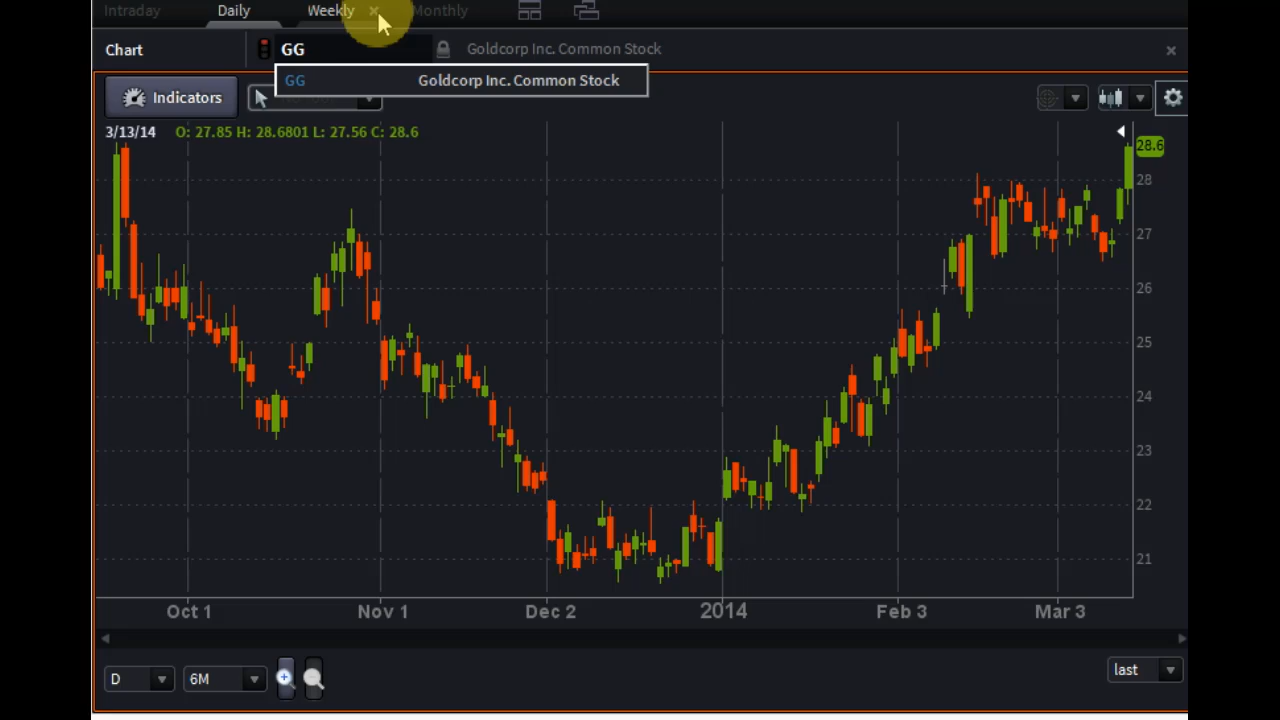 Intraday Daily Weekly × Monthly
Chart GG Goldcorp Inc. Common Stock
GG Goldcorp Inc. Common Stock
Indicators
3/13/14 O: 27.85 H: 28.6801 L: 27.56 C: 28.6
28.6
28
27
26
25
24
23
22
21
Oct 1 Nov 1 Dec 2 2014 Feb 3 Mar 3
D 6M last